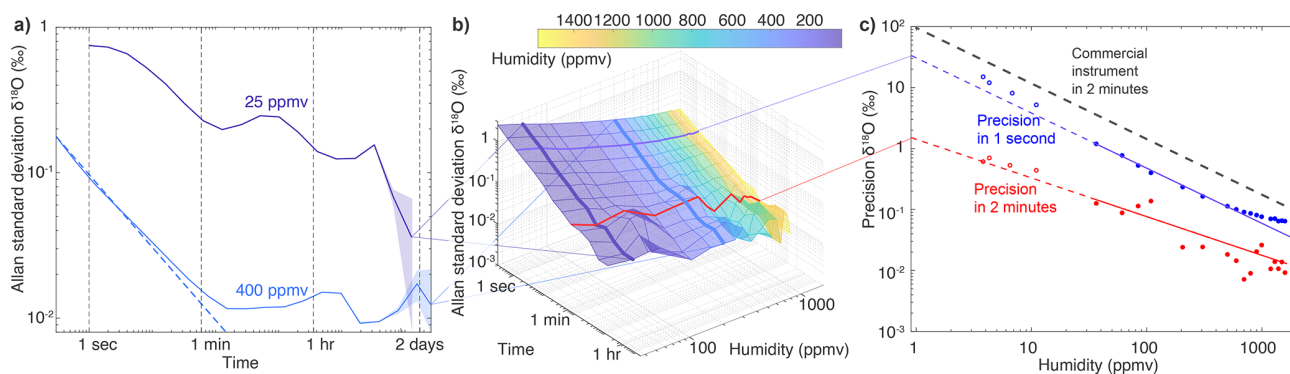 a)
Allan standard deviation δ¹⁸O (‰)
1
10⁻¹
10⁻²
25 ppmv
400 ppmv
1 sec
1 min
1 hr
2 days
Time
b)
1400 1200 1000 800 600 400 200
Humidity (ppmv)
Allan standard deviation δ¹⁸O (‰)
1
10⁻¹
10⁻²
10⁻³
1 sec
1 min
1 hr
Time
100
1000
Humidity (ppmv)
c)
Precision δ¹⁸O (‰)
10²
10
1
10⁻¹
10⁻²
10⁻³
Commercial
instrument
in 2 minutes
Precision
in 1 second
Precision
in 2 minutes
1 10 100 1000
Humidity (ppmv)